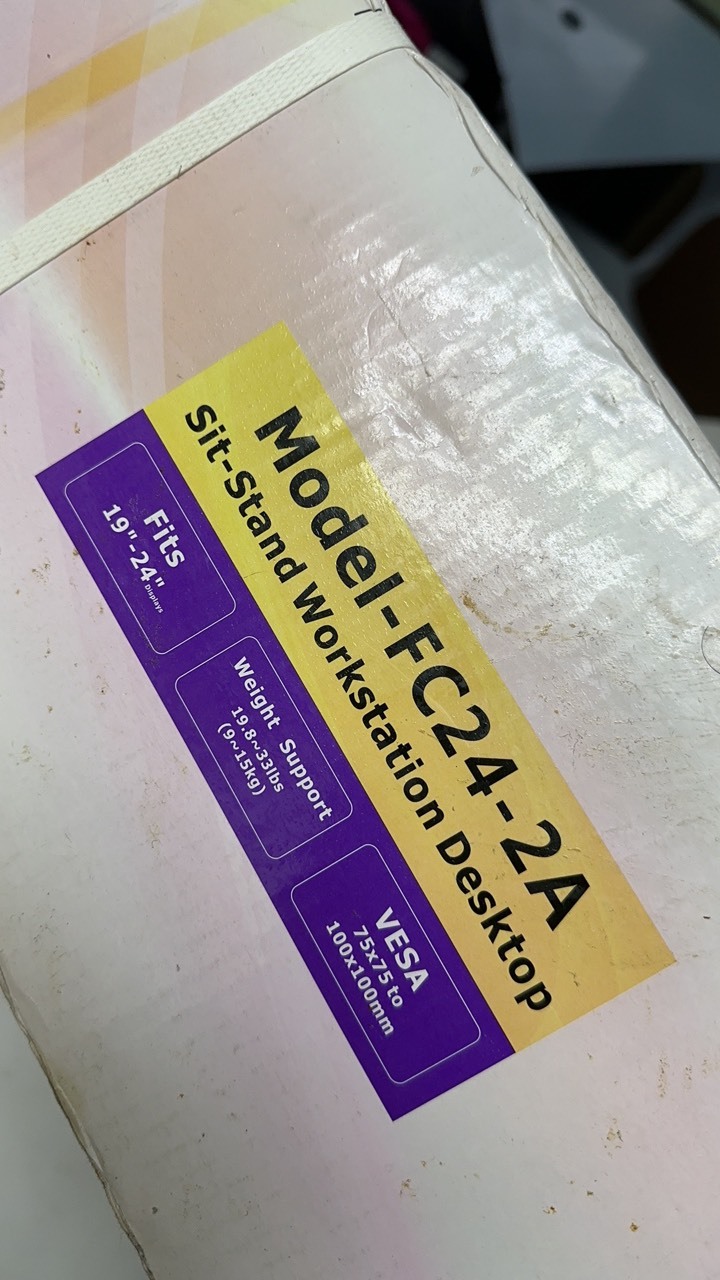 Model-FC24-2A
Sit-Stand Workstation Desktop
Fits
19"-24" Displays
Weight Support
19.8~33lbs
(9~15kg)
VESA
75x75 to
100x100mm